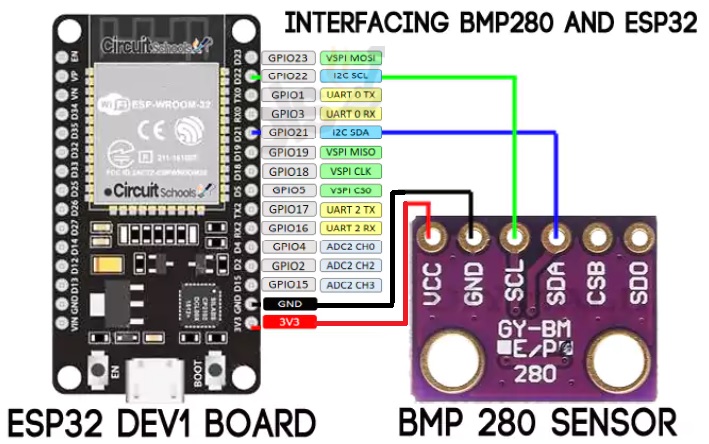 INTERFACING BMP280 AND ESP32
CircuitSchools
EN
VP
VN
D34
D35
D32
D33
D25
D26
D27
D14
D12
D13
GND
VIN
WiFi ESP-WROOM-32
CE
R 211-161007
FCC ID:2AC7Z-ESPWROOM32
CircuitSchools
D23
D22
TX0
RX0
D21
D19
D18
D5
TX2
RX2
D4
D2
D15
GND
3V3
GPIO23 VSPI MOSI
GPIO22 I2C SCL
GPIO1 UART 0 TX
GPIO3 UART 0 RX
GPIO21 I2C SDA
GPIO19 VSPI MISO
GPIO18 VSPI CLK
GPIO5 VSPI CS0
GPIO17 UART 2 TX
GPIO16 UART 2 RX
GPIO4 ADC2 CH0
GPIO2 ADC2 CH2
GPIO15 ADC2 CH3
GND
3V3
SILABS
CP2102
EN
BOOT
VCC
GND
SCL
SDA
CSB
SDO
GY-BM
E/P
280
ESP32 DEV1 BOARD
BMP 280 SENSOR